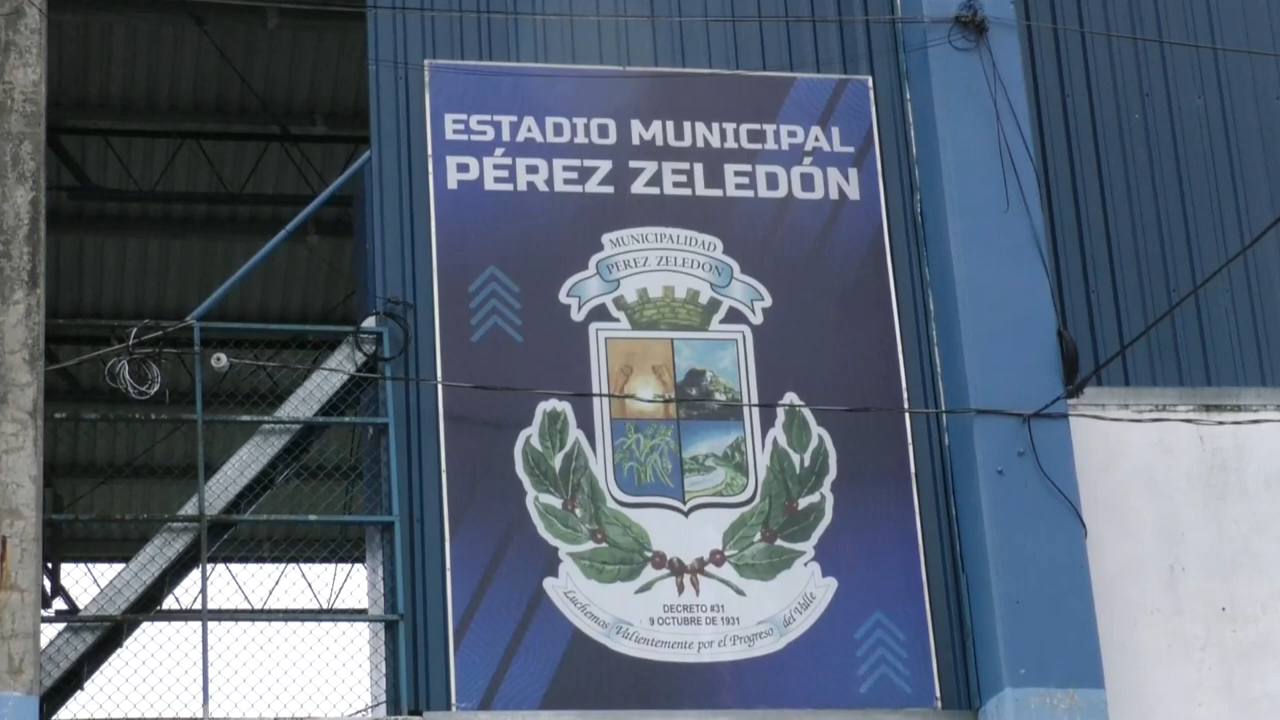 ESTADIO MUNICIPAL
PÉREZ ZELEDÓN
MUNICIPALIDAD
PEREZ ZELEDON
DECRETO #31
9 OCTUBRE DE 1931
Luchemos Valientemente por el Progreso del Valle